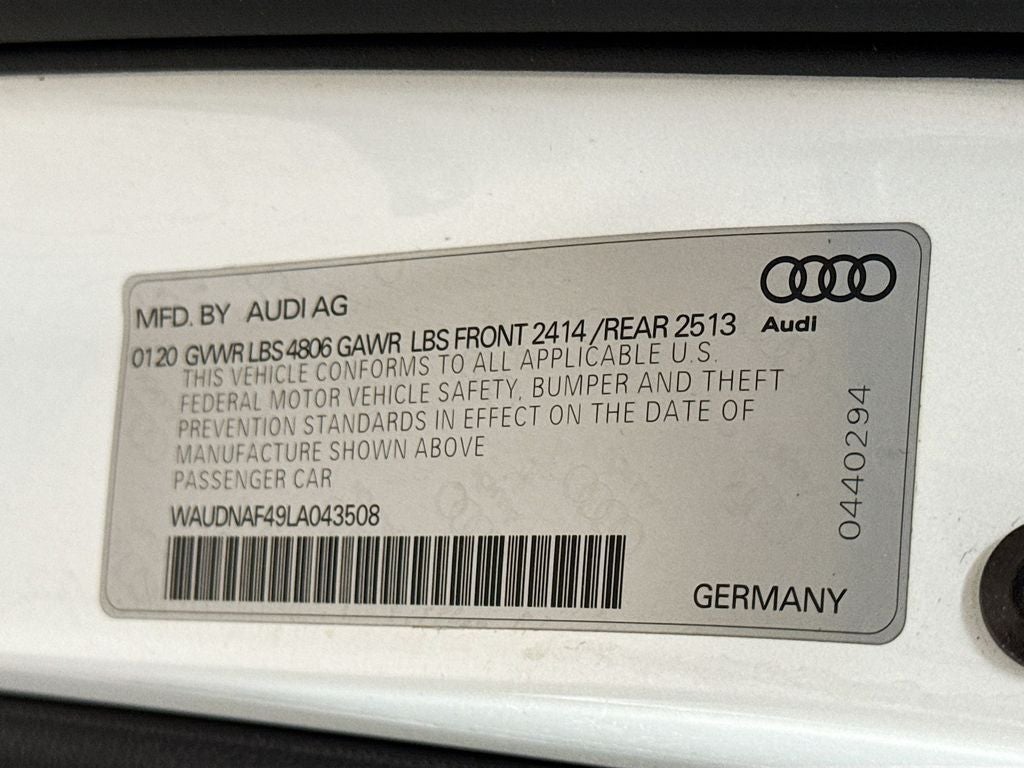 MFD. BY AUDI AG
Audi
0120 GVWR LBS 4806 GAWR LBS FRONT 2414 /REAR 2513
THIS VEHICLE CONFORMS TO ALL APPLICABLE U.S.
FEDERAL MOTOR VEHICLE SAFETY, BUMPER AND THEFT
PREVENTION STANDARDS IN EFFECT ON THE DATE OF
MANUFACTURE SHOWN ABOVE
PASSENGER CAR
WAUDNAF49LA043508
GERMANY
0440294